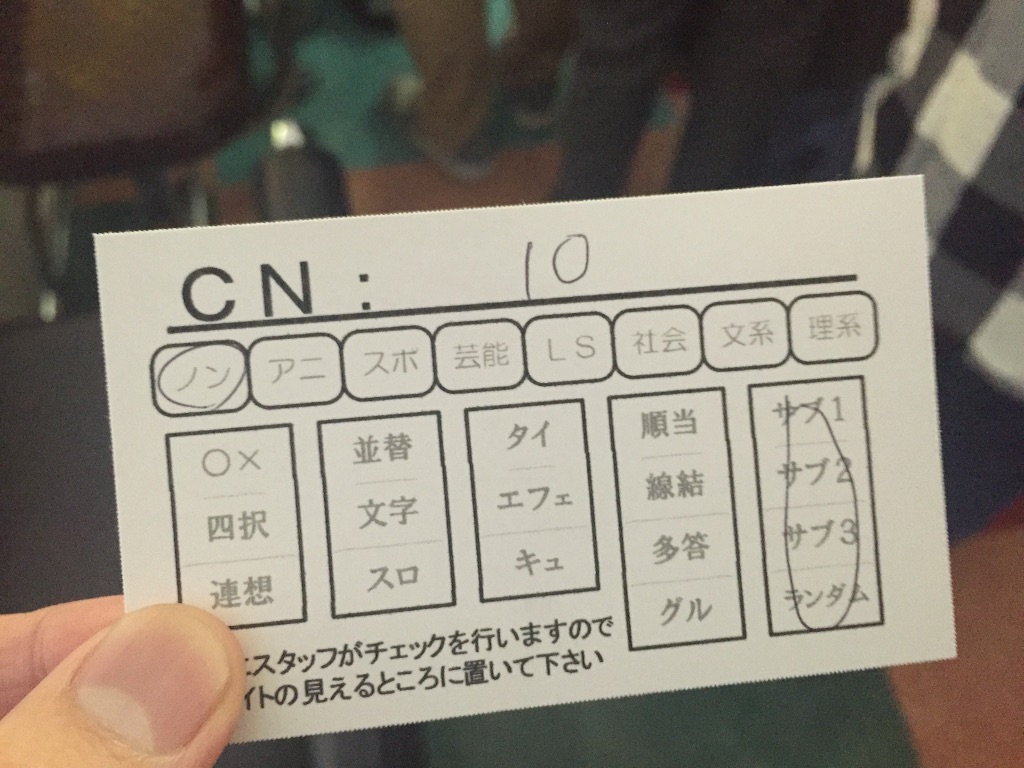 CN: 10
ノン アニ スポ 芸能 LS 社会 文系 理系
○× 並替 タイ 順当 サブ1
四択 文字 エフェ 線結 サブ2
連想 スロ キュ 多答 サブ3
グル ランダム
スタッフがチェックを行いますので
イトの見えるところに置いて下さい